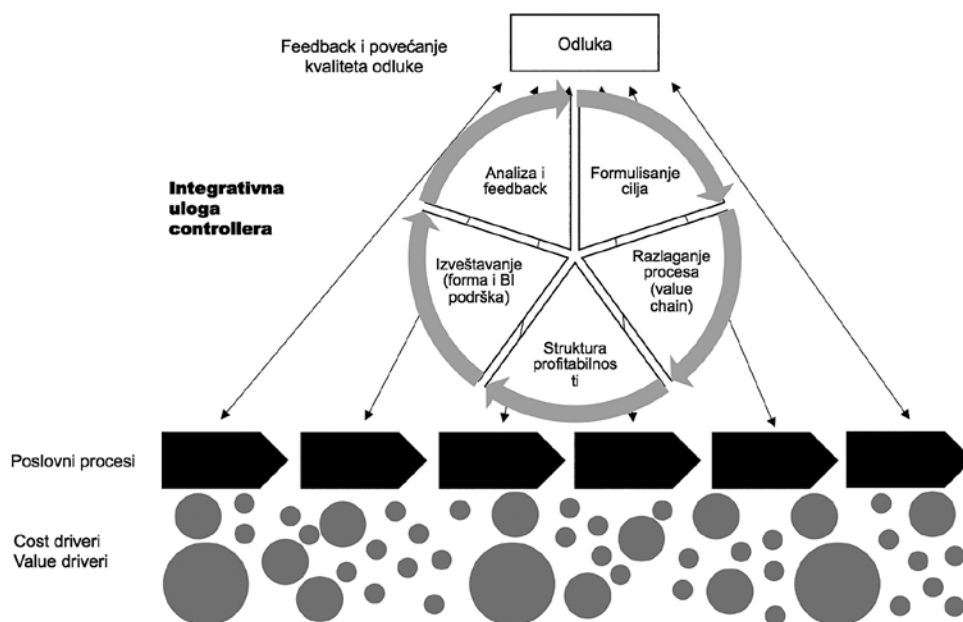 Odluka
Feedback i povećanje
kvaliteta odluke
Analiza i
feedback
Formulisanje
cilja
Integrativna
uloga
controllera
Izveštavanje
(forma i BI
podrška)
Razlaganje
procesa
(value
chain)
Struktura
profitabilnos
ti
Poslovni procesi
Cost driveri
Value driveri